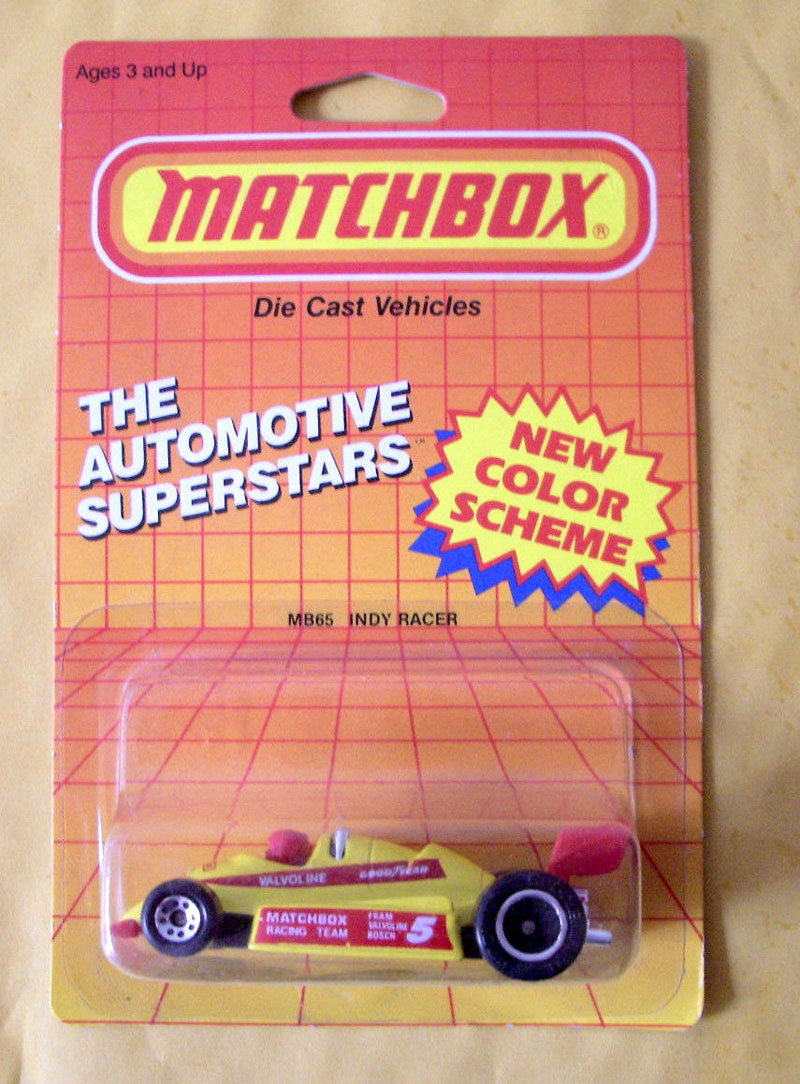 Ages 3 and Up
MATCHBOX®
Die Cast Vehicles
THE
AUTOMOTIVE
SUPERSTARS™
NEW
COLOR
SCHEME
MB65 INDY RACER
VALVOLINE GOODYEAR
MATCHBOX
RACING TEAM
FRAM
VALVOLINE
BOSCH
5